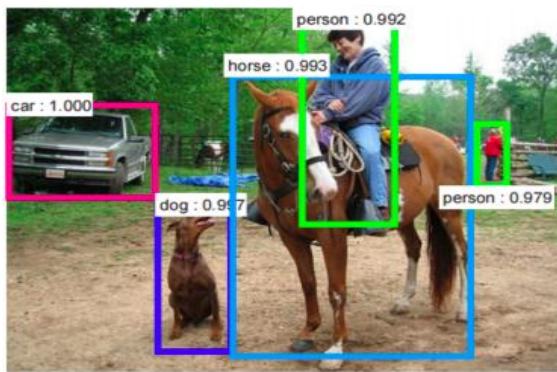 person : 0.992
horse : 0.993
car : 1.000
dog : 0.997
person : 0.979